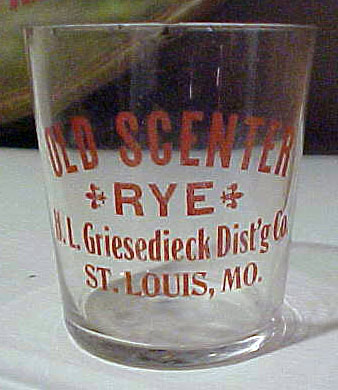 OLD SCENTER
RYE
H.L. Griesedieck Dist'g Co.
ST. LOUIS, MO.